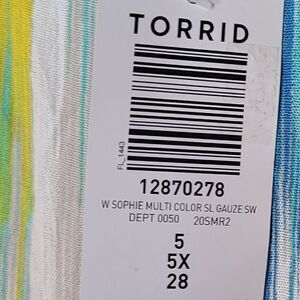 TORRID
FL_1443
12870278
W SOPHIE MULTI COLOR SL GAUZE SW
DEPT 0050 20SMR2
5
5X
28